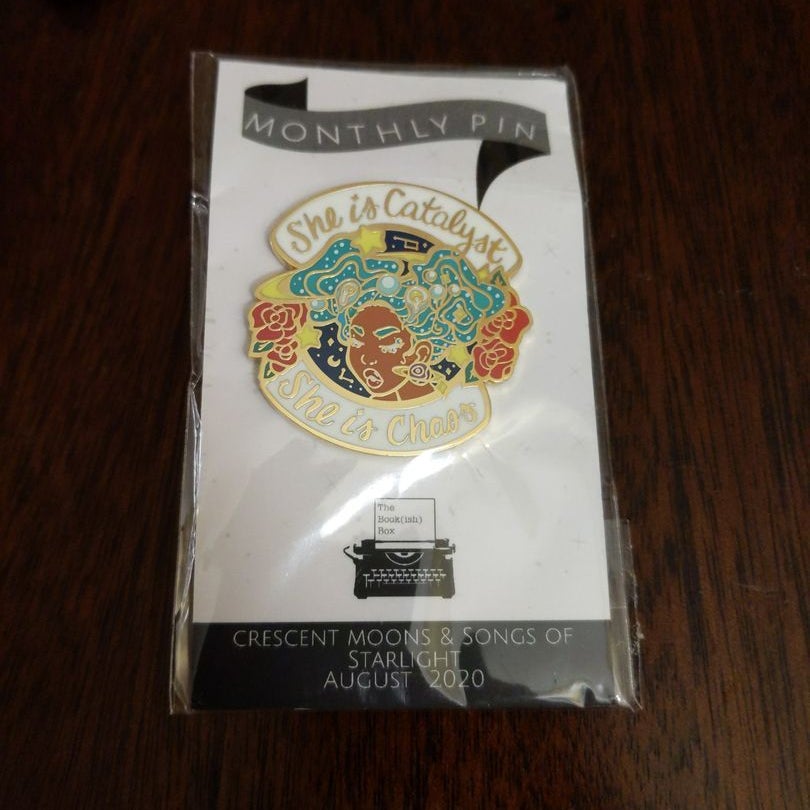 MONTHLY PIN
She is Catalyst
She is Chaos
The
Book(ish)
Box
CRESCENT MOONS & SONGS OF
STARLIGHT
AUGUST 2020